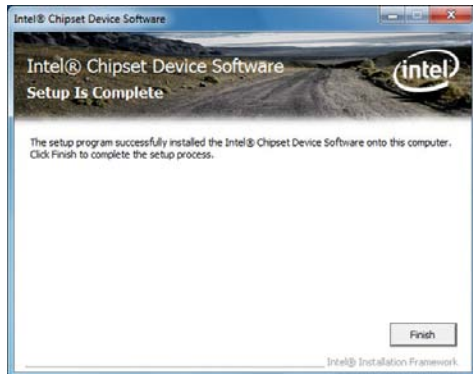 Intel® Chipset Device Software
Intel® Chipset Device Software
intel
Setup Is Complete
The setup program successfully installed the Intel® Chipset Device Software onto this computer.
Click Finish to complete the setup process.
Finish
Intel® Installation Framework